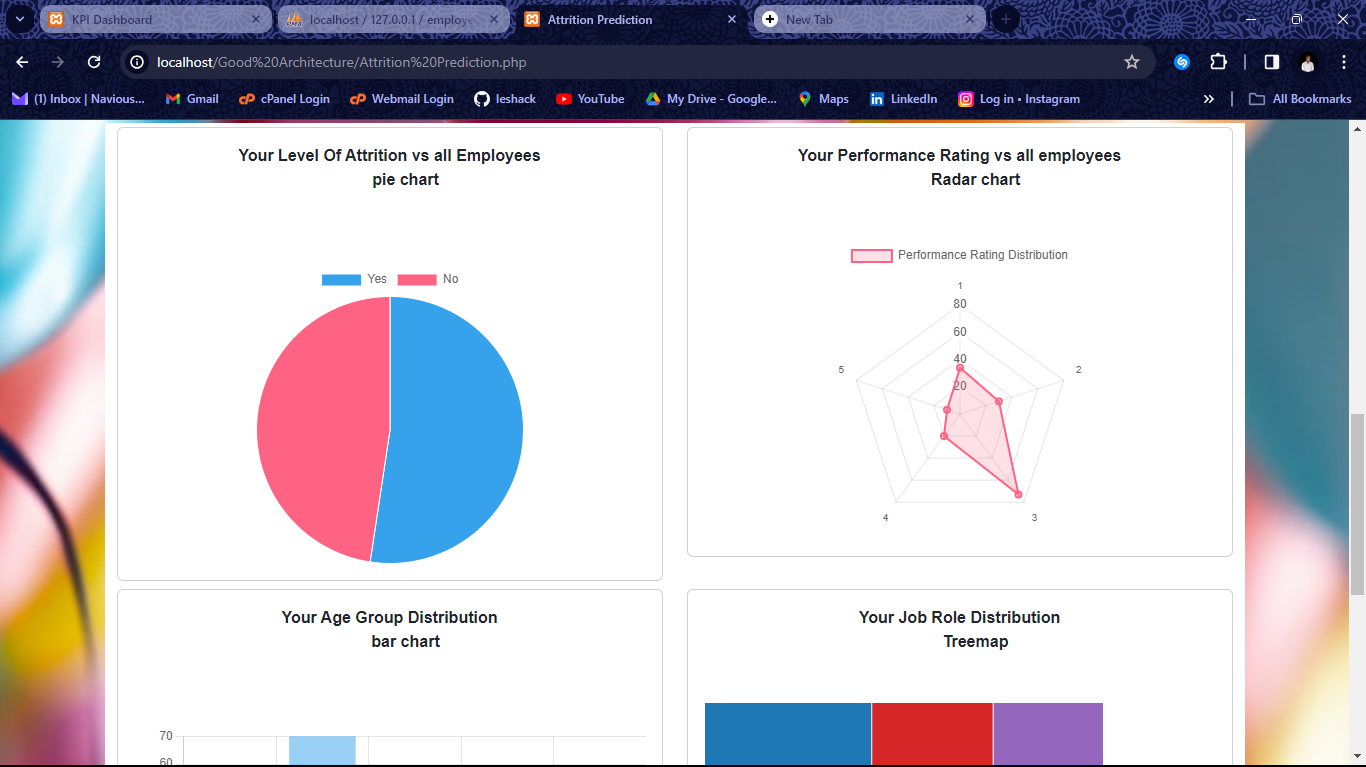 KPI Dashboard
localhost / 127.0.0.1 / employe
Attrition Prediction
New Tab
localhost/Good%20Architecture/Attrition%20Prediction.php
(1) Inbox | Navious...
Gmail
cPanel Login
Webmail Login
leshack
YouTube
My Drive - Google...
Maps
LinkedIn
Log in • Instagram
»
All Bookmarks
Your Level Of Attrition vs all Employees
pie chart
Yes
No
Your Performance Rating vs all employees
Radar chart
Performance Rating Distribution
1
80
60
40
20
5
2
4
3
Your Age Group Distribution
bar chart
70
60
Your Job Role Distribution
Treemap